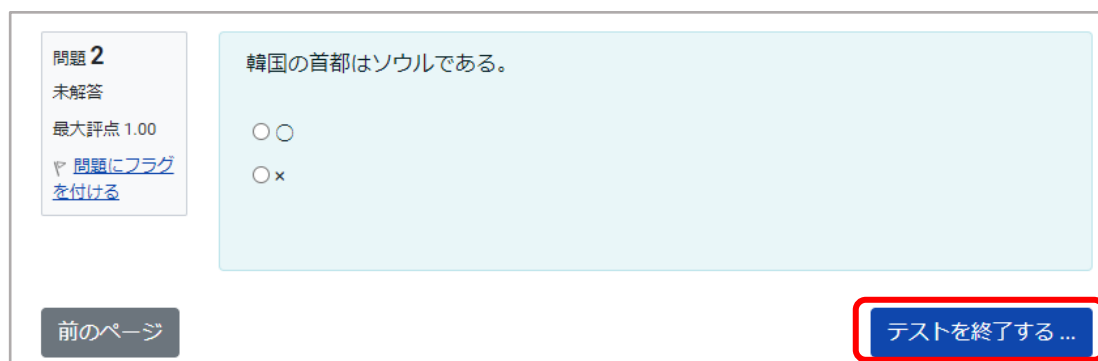 問題 2
未解答
最大評点 1.00
問題にフラグ
を付ける
韓国の首都はソウルである。
○
×
前のページ
テストを終了する ...